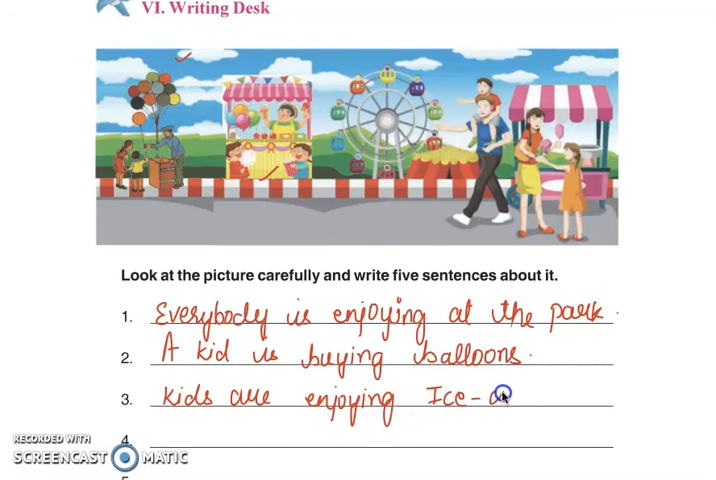 VI. Writing Desk
Look at the picture carefully and write five sentences about it.
1. Everybody is enjoying at the park.
2. A kid is buying balloons.
3. kids are enjoying Ice-
4.
RECORDED WITH
SCREENCAST MATIC